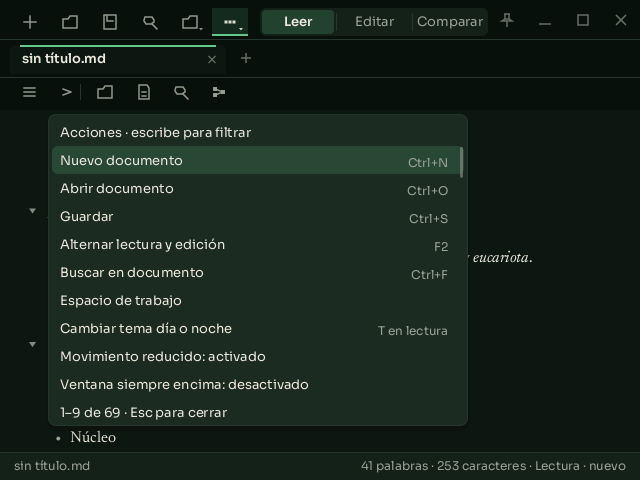 Leer Editar Comparar
sin título.md
Acciones · escribe para filtrar
Nuevo documento Ctrl+N
Abrir documento Ctrl+O
Guardar Ctrl+S
Alternar lectura y edición F2
Buscar en documento Ctrl+F
eucariota.
Espacio de trabajo
Cambiar tema día o noche T en lectura
Movimiento reducido: activado
Ventana siempre encima: desactivado
1–9 de 69 · Esc para cerrar
• Núcleo
sin título.md 41 palabras · 253 caracteres · Lectura · nuevo